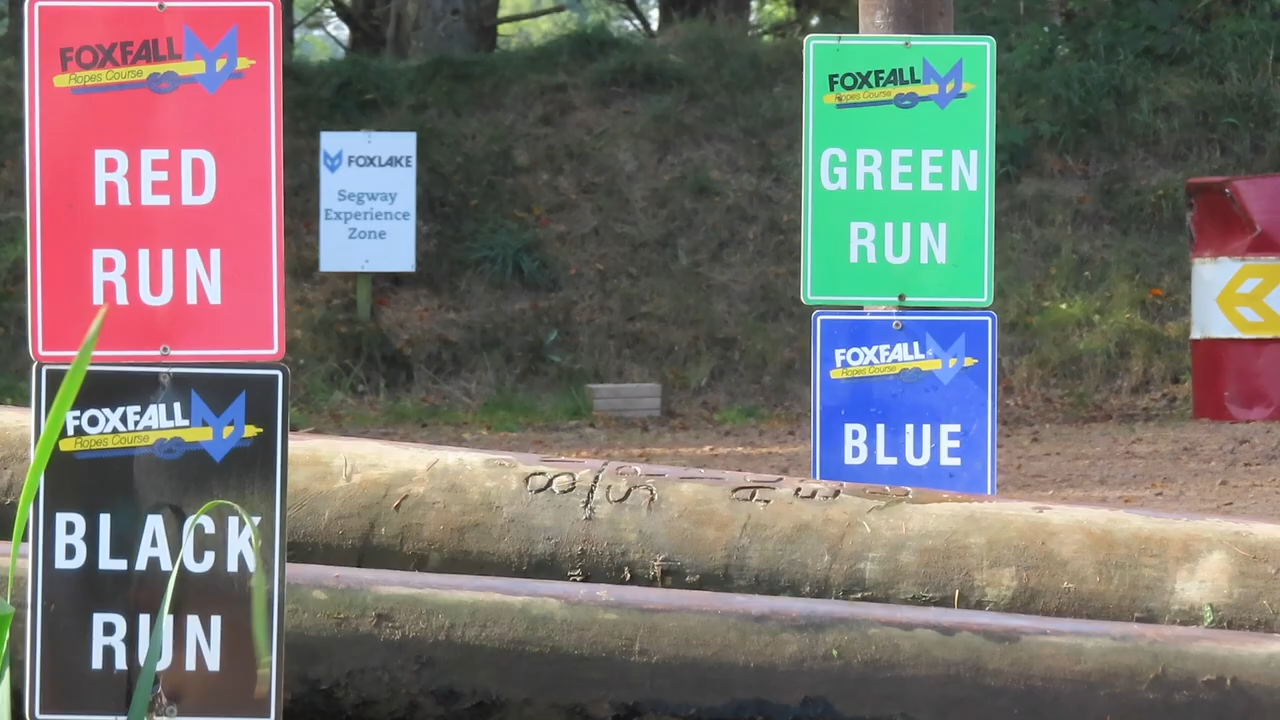 FOXFALL
Ropes Course
RED
RUN
FOXFALL
Ropes Course
BLACK
RUN
FOXLAKE
Segway
Experience
Zone
FOXFALL
Ropes Course
GREEN
RUN
FOXFALL
Ropes Course
BLUE